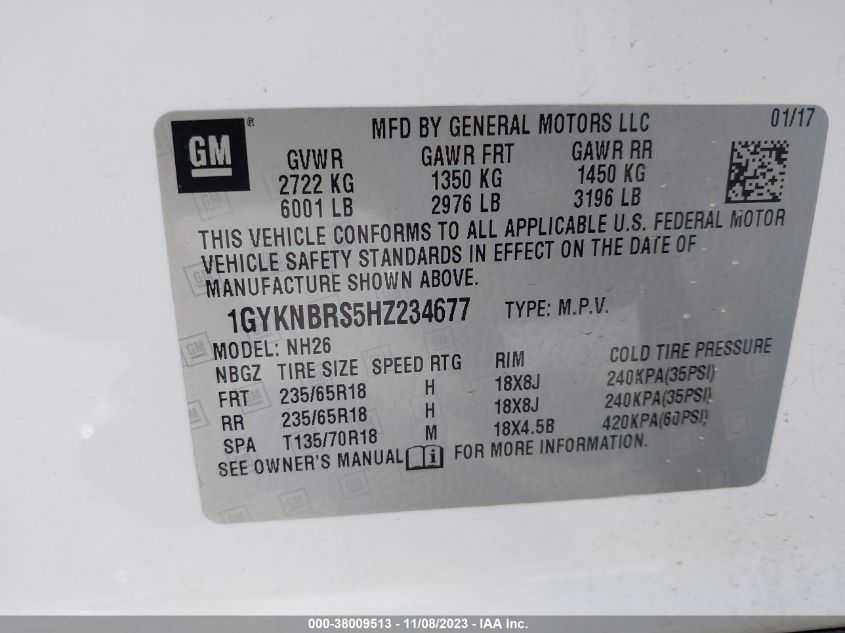 GM ®
MFD BY GENERAL MOTORS LLC 01/17
GVWR GAWR FRT GAWR RR
2722 KG 1350 KG 1450 KG
6001 LB 2976 LB 3196 LB
THIS VEHICLE CONFORMS TO ALL APPLICABLE U.S. FEDERAL MOTOR
VEHICLE SAFETY STANDARDS IN EFFECT ON THE DATE OF
MANUFACTURE SHOWN ABOVE.
1GYKNBRS5HZ234677 TYPE: M.P.V.
MODEL: NH26
NBGZ TIRE SIZE SPEED RTG RIM COLD TIRE PRESSURE
FRT 235/65R18 H 18X8J 240KPA(35PSI)
RR 235/65R18 H 18X8J 240KPA(35PSI)
SPA T135/70R18 M 18X4.5B 420KPA(60PSI)
SEE OWNER'S MANUAL i FOR MORE INFORMATION.
000-38009513 - 11/08/2023 - IAA Inc.